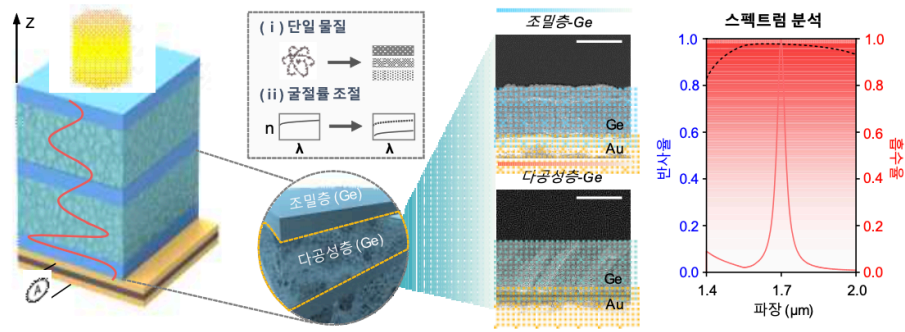 Z
(i) 단일 물질
(ii) 굴절률 조절
n
λ
λ
A
조밀층 (Ge)
다공성층 (Ge)
조밀층-Ge
Ge
Au
다공성층-Ge
Ge
Au
스펙트럼 분석
1.0
0.8
0.6
0.4
0.2
0.0
반사율
1.0
0.8
0.6
0.4
0.2
0.0
흡수율
1.4
1.7
2.0
파장 (μm)